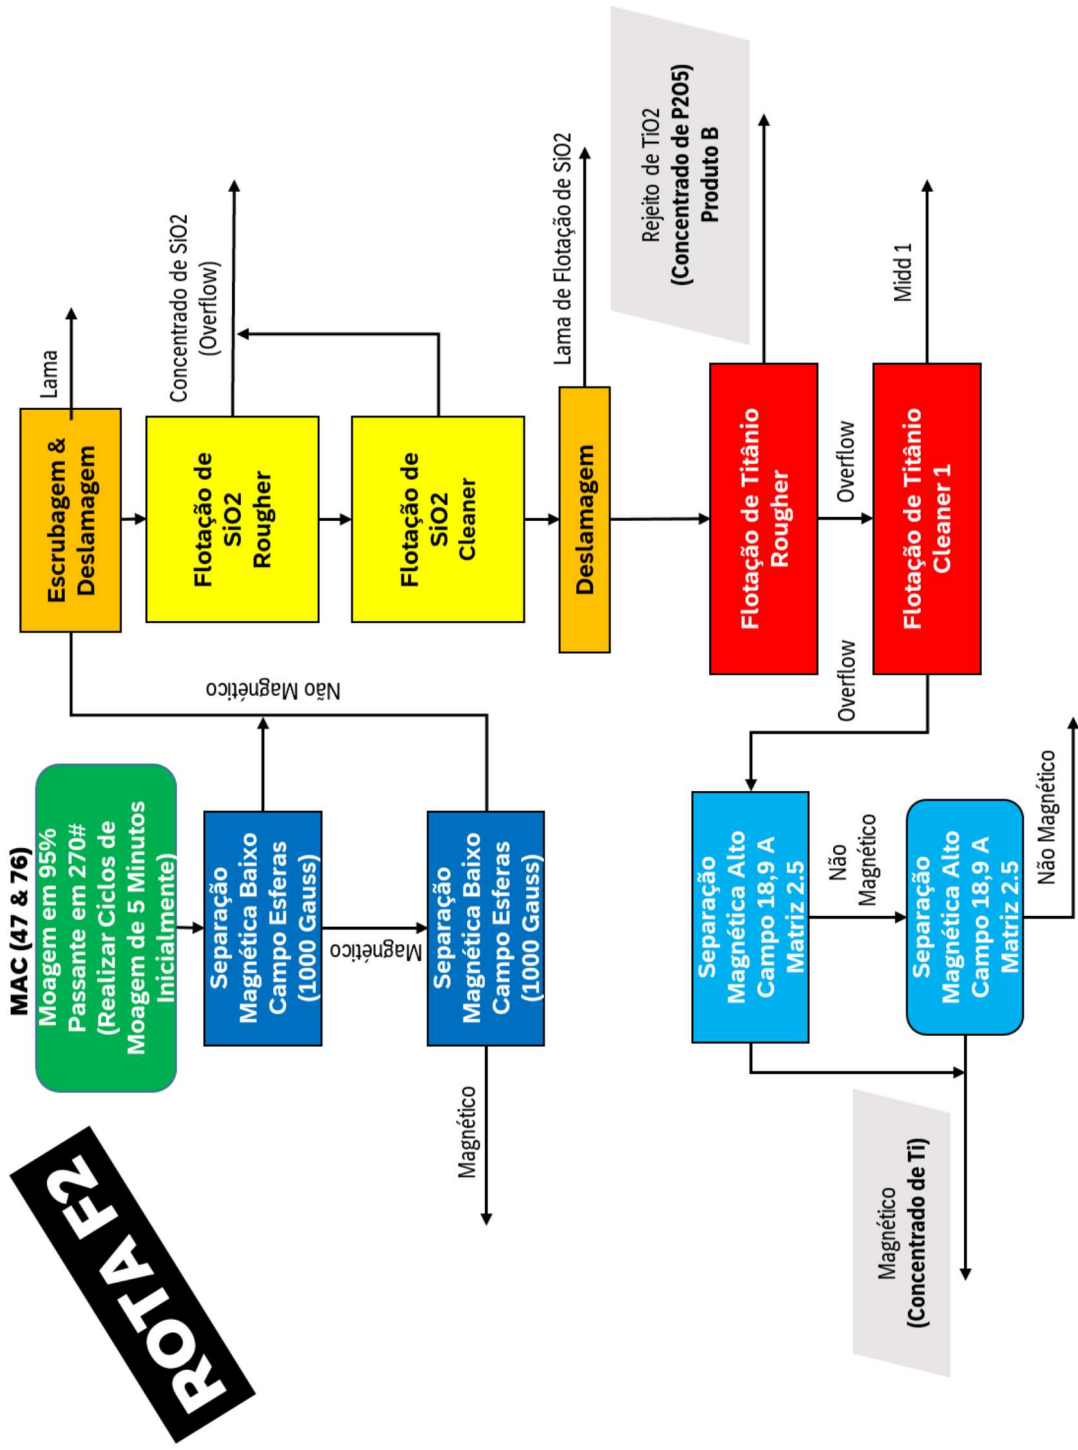 ROTA F2
MAC (47 & 76)
Moagem em 95%
Passante em 270#
(Realizar Ciclos de
Moagem de 5 Minutos
Inicialmente)
Separação
Magnética Baixo
Campo Esferas
(1000 Gauss)
Magnético
Separação
Magnética Baixo
Campo Esferas
(1000 Gauss)
Magnético
Não Magnético
Escrubagem &
Deslamagem
Lama
Flotação de
SiO2
Rougher
Concentrado de SiO2
(Overflow)
Flotação de
SiO2
Cleaner
Deslamagem
Lama de Flotação de SiO2
Flotação de Titânio
Rougher
Rejeito de TiO2
(Concentrado de P2O5)
Produto B
Overflow
Flotação de Titânio
Cleaner 1
Midd 1
Overflow
Separação
Magnética Alto
Campo 18,9 A
Matriz 2.5
Não
Magnético
Separação
Magnética Alto
Campo 18,9 A
Matriz 2.5
Não Magnético
Magnético
(Concentrado de Ti)